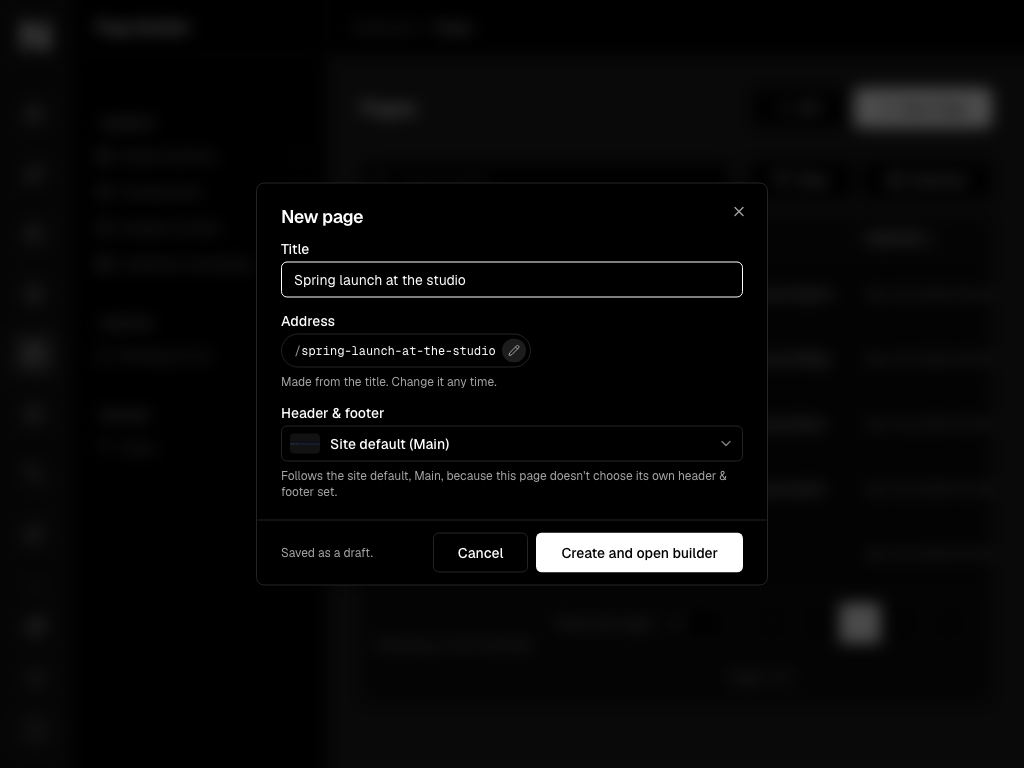 New page
Title
Spring launch at the studio
Address
/spring-launch-at-the-studio
Made from the title. Change it any time.
Header & footer
Site default (Main)
Follows the site default, Main, because this page doesn't choose its own header &
footer set.
Saved as a draft.
Cancel
Create and open builder